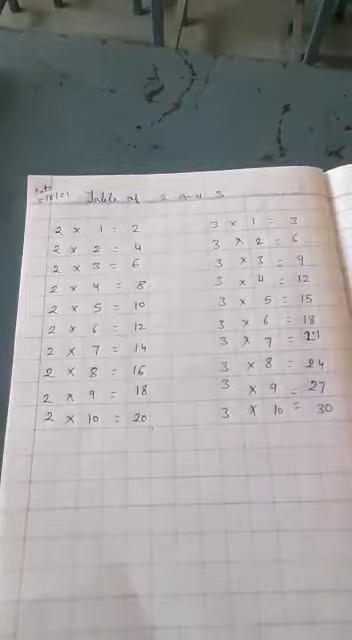 Table of 2 and 3
2 × 1 = 2
2 × 2 = 4
2 × 3 = 6
2 × 4 = 8
2 × 5 = 10
2 × 6 = 12
2 × 7 = 14
2 × 8 = 16
2 × 9 = 18
2 × 10 = 20
3 × 1 = 3
3 × 2 = 6
3 × 3 = 9
3 × 4 = 12
3 × 5 = 15
3 × 6 = 18
3 × 7 = 21
3 × 8 = 24
3 × 9 = 27
3 × 10 = 30